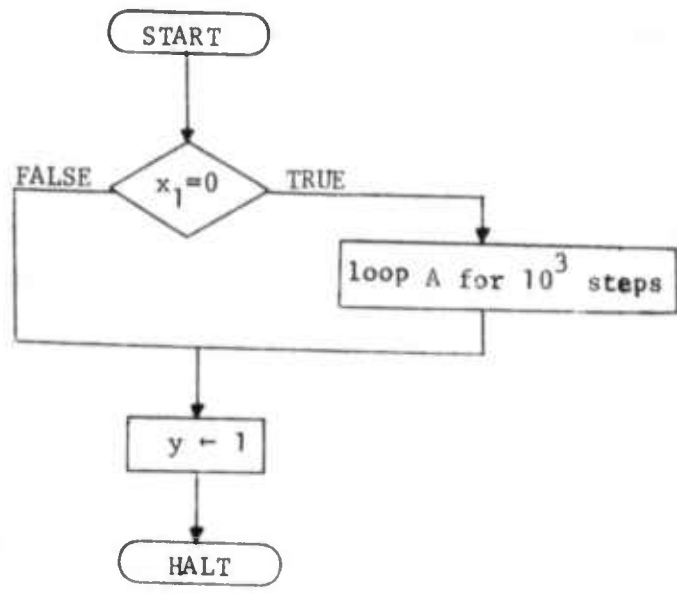 START
FALSE
x₁=0
TRUE
loop A for 10³ steps
y ← 1
HALT